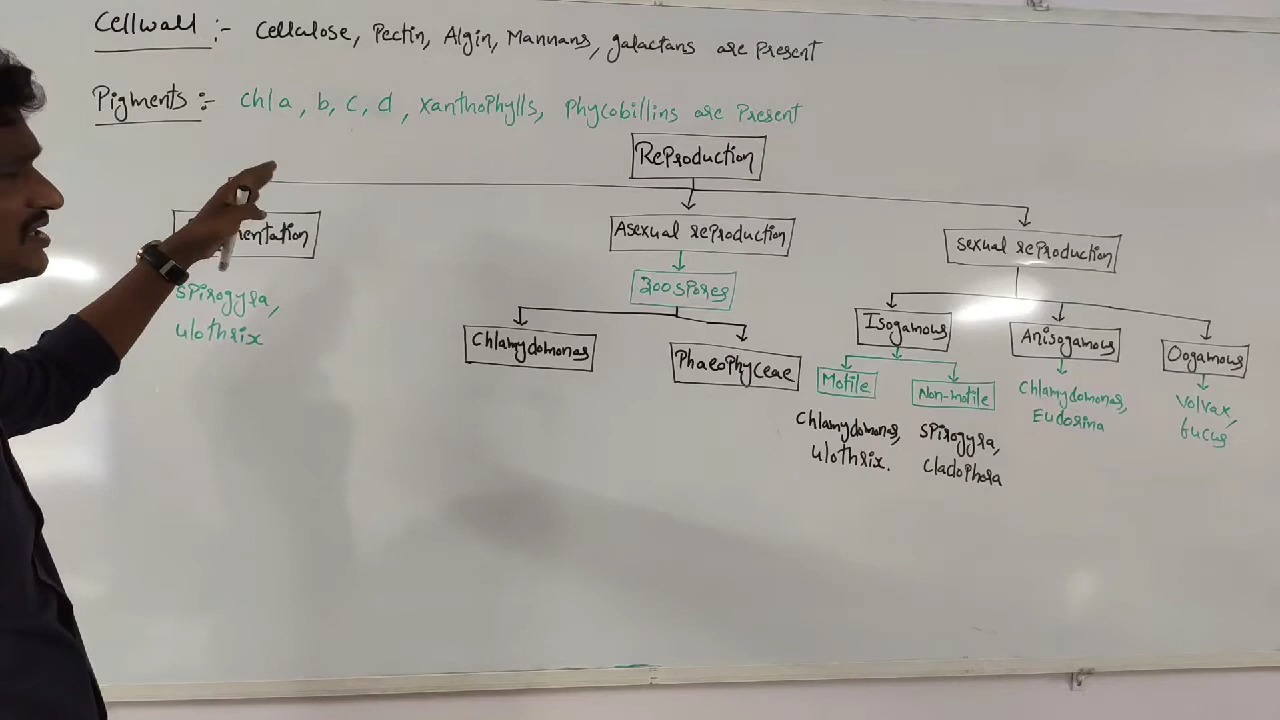 Cellwall :- Cellulose, Pectin, Algin, Mannans, galactans are Present
Pigments :- chl a, b, c, d, xanthophylls, Phycobillins are Present
Reproduction
Asexual reproduction
sexual reproduction
zoospores
Spirogyra,
ulothrix
Chlamydomonas
Phaeophyceae
Isogamous
Anisogamous
Oogamous
Motile
Non-motile
Chlamydomonas,
ulothrix.
Spirogyra,
cladophora
Chlamydomonas,
Eudorina
Volvax,
fucus